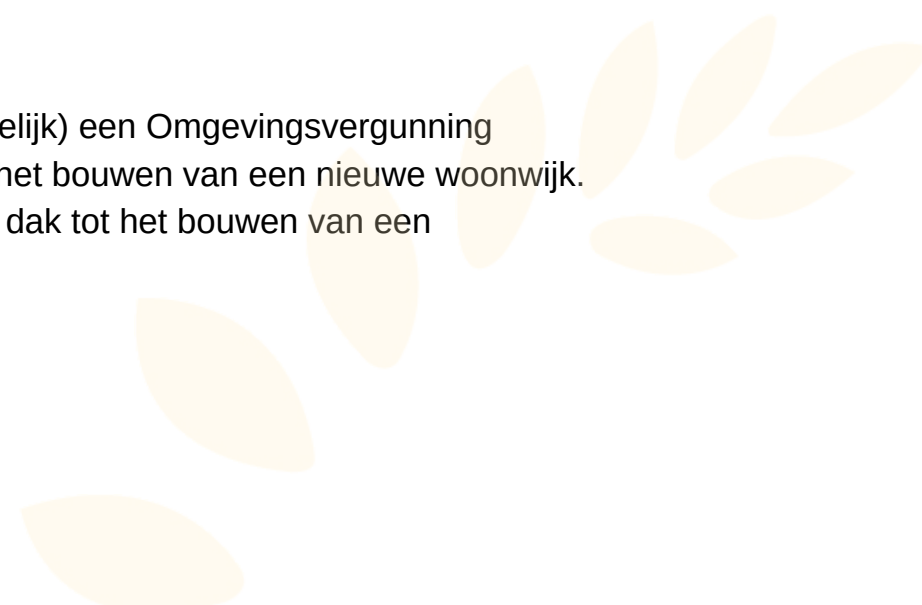 elijk) een Omgevingsvergunning
het bouwen van een nieuwe woonwijk.
dak tot het bouwen van een